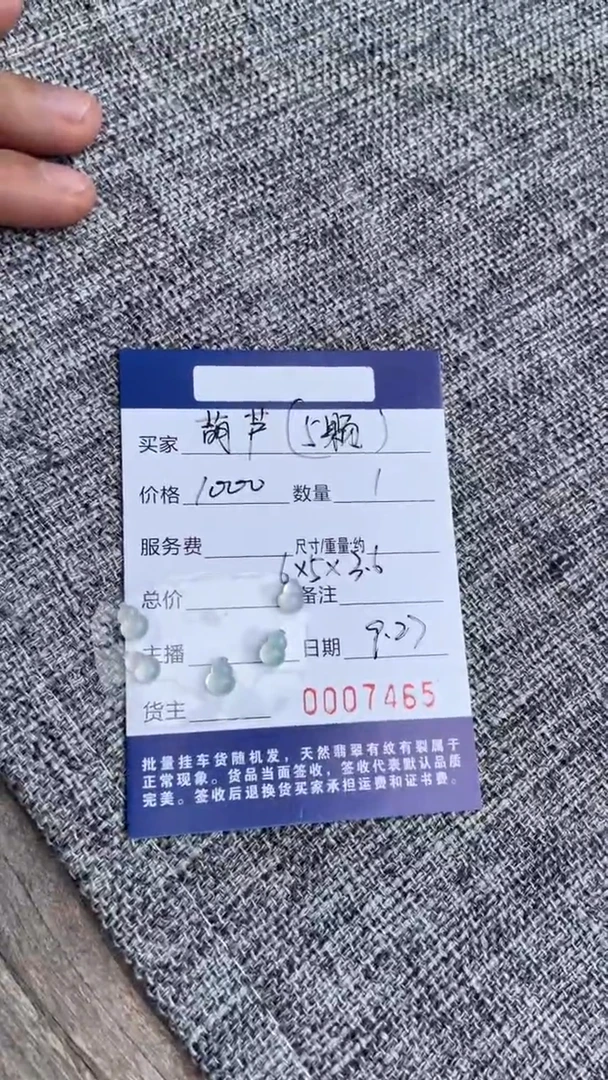 买家 葫芦(5颗)
价格 1000 数量 1
服务费 尺寸/重量:约
6×5×3.6
总价 备注
主播 日期 9.27
货主 0007465
批量挂车货随机发，天然翡翠有纹有裂属于
正常现象。货品当面签收，签收代表默认品质
完美。签收后退换货买家承担运费和证书费。